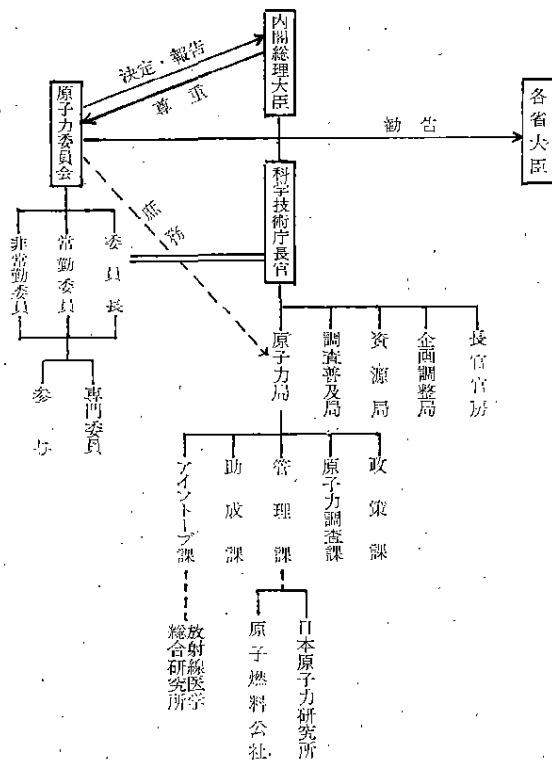 内閣総理大臣
決定・報告
尊重
原子力委員会
勧告
各省大臣
科学技術庁長官
庶務
委員長
常勤委員
非常勤委員
専門委員
参与
長官官房
企画調整局
資源局
調査普及局
原子力局
政策課
原子力調査課
管理課
助成課
アイソトープ課
日本原子力研究所
原子燃料公社
放射線医学
総合研究所